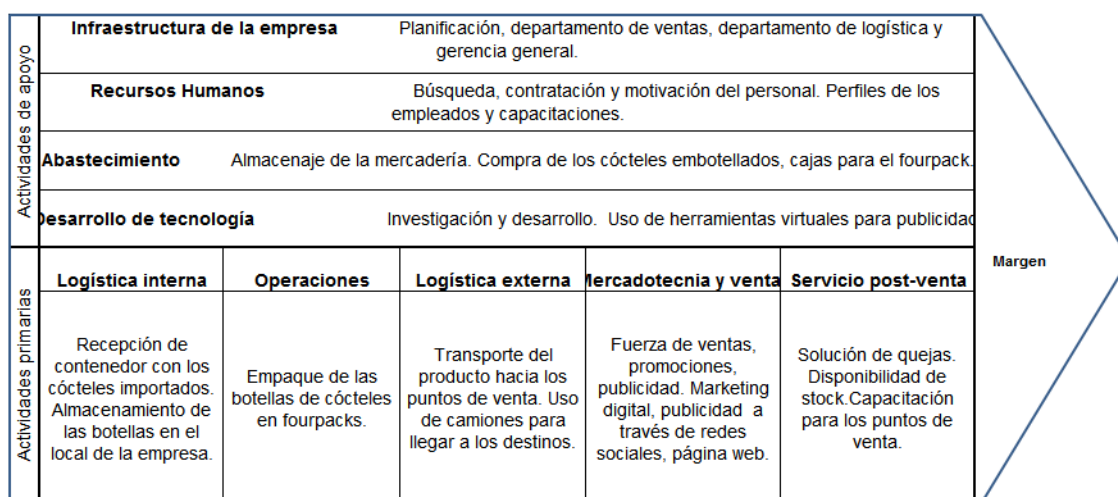 Actividades de apoyo
Infraestructura de la empresa Planificación, departamento de ventas, departamento de logística y
gerencia general.
Recursos Humanos Búsqueda, contratación y motivación del personal. Perfiles de los
empleados y capacitaciones.
Abastecimiento Almacenaje de la mercadería. Compra de los cócteles embotellados, cajas para el fourpack.
Desarrollo de tecnología Investigación y desarrollo. Uso de herramientas virtuales para publicidad
Margen
Actividades primarias
Logística interna
Recepción de
contenedor con los
cócteles importados.
Almacenamiento de
las botellas en el
local de la empresa.
Operaciones
Empaque de las
botellas de cócteles
en fourpacks.
Logística externa
Transporte del
producto hacia los
puntos de venta. Uso
de camiones para
llegar a los destinos.
Mercadotecnia y venta
Fuerza de ventas,
promociones,
publicidad. Marketing
digital, publicidad a
través de redes
sociales, página web.
Servicio post-venta
Solución de quejas.
Disponibilidad de
stock.Capacitación
para los puntos de
venta.